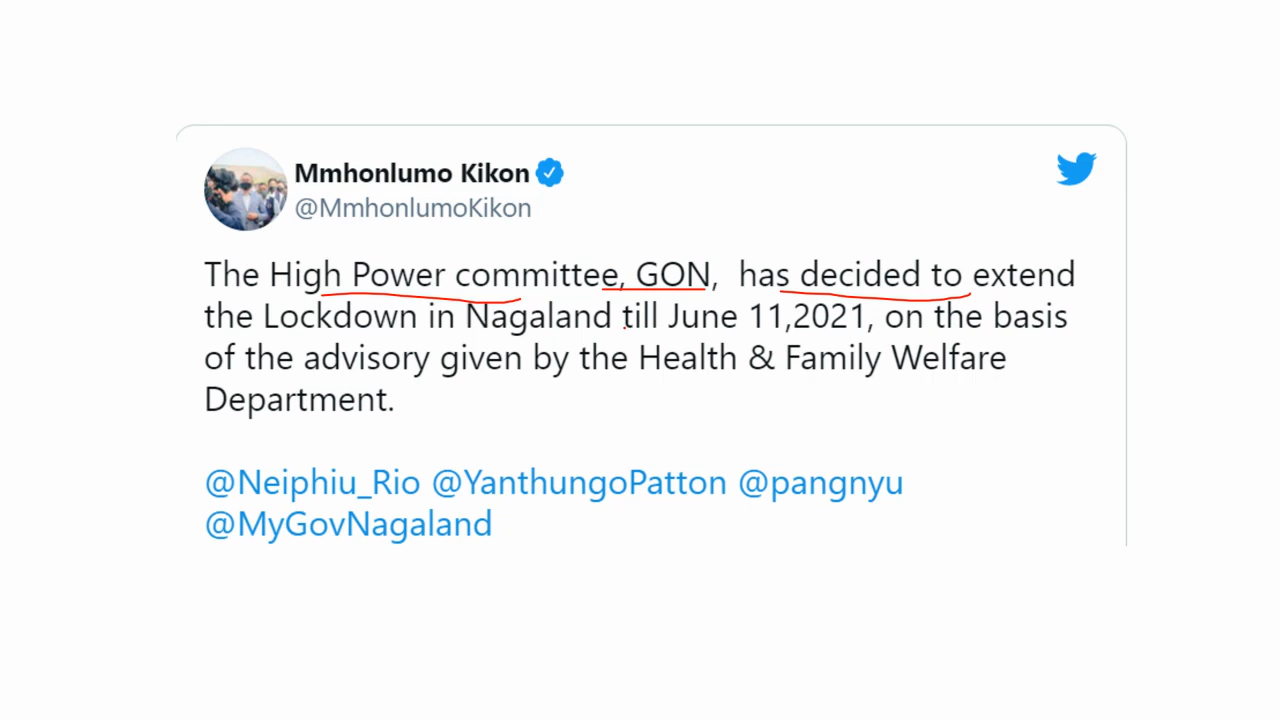 Mmhonlumo Kikon
@MmhonlumoKikon
The High Power committee, GON,  has decided to extend
the Lockdown in Nagaland till June 11,2021, on the basis
of the advisory given by the Health & Family Welfare
Department.
@Neiphiu_Rio @YanthungoPatton @pangnyu
@MyGovNagaland